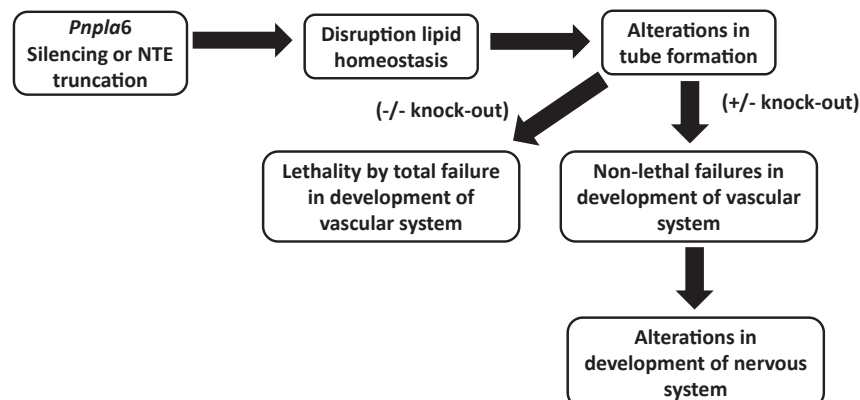 Pnpla6
Silencing or NTE
truncation
Disruption lipid
homeostasis
Alterations in
tube formation
(-/- knock-out)
(+/- knock-out)
Lethality by total failure
in development of
vascular system
Non-lethal failures in
development of vascular
system
Alterations in
development of nervous
system